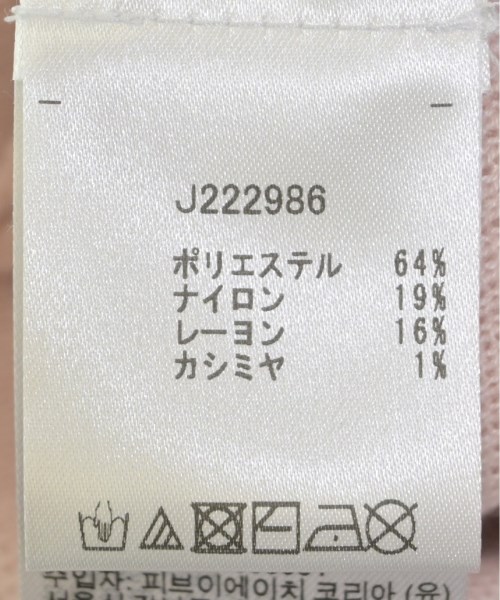 J222986
ポリエステル 64%
ナイロン 19%
レーヨン 16%
カシミヤ 1%
수입자: 피브이에이치 코리아 (유)